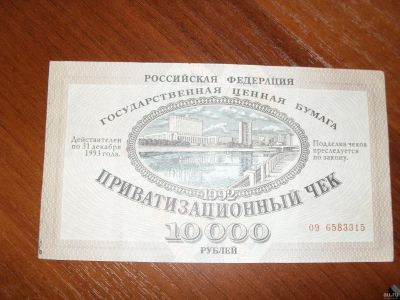 РОССИЙСКАЯ ФЕДЕРАЦИЯ
ГОСУДАРСТВЕННАЯ ЦЕННАЯ БУМАГА
Действителен
по 31 декабря
1993 года.
Подделка чеков
преследуется
по закону.
1992
ПРИВАТИЗАЦИОННЫЙ ЧЕК
10000
РУБЛЕЙ
09 6583315